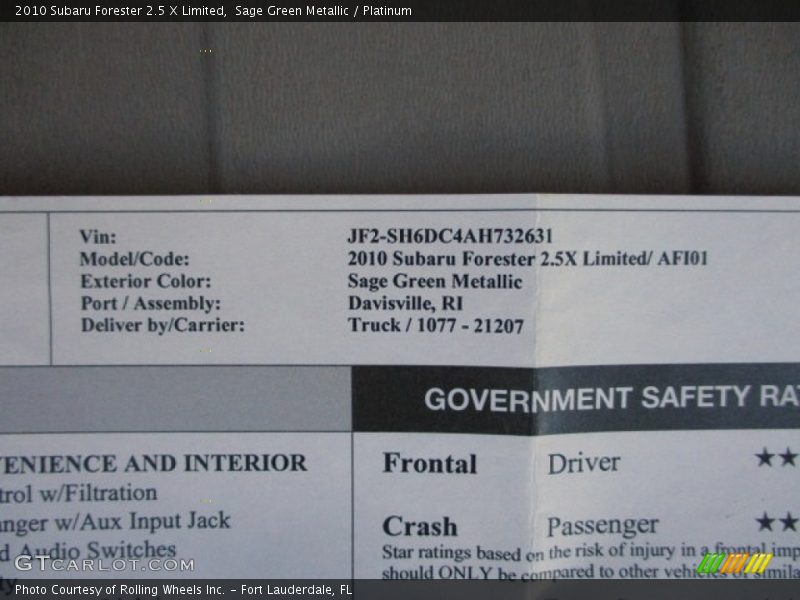 2010 Subaru Forester 2.5 X Limited, Sage Green Metallic / Platinum
Vin: JF2-SH6DC4AH732631
Model/Code: 2010 Subaru Forester 2.5X Limited/ AFI01
Exterior Color: Sage Green Metallic
Port / Assembly: Davisville, RI
Deliver by/Carrier: Truck / 1077 - 21207
GOVERNMENT SAFETY RA
VENIENCE AND INTERIOR
trol w/Filtration
anger w/Aux Input Jack
d Audio Switches
Frontal Driver ★★
Crash Passenger ★★
Star ratings based on the risk of injury in a frontal imp
should ONLY be compared to other vehicles of simila
GTCARLOT.COM
Photo Courtesy of Rolling Wheels Inc. – Fort Lauderdale, FL